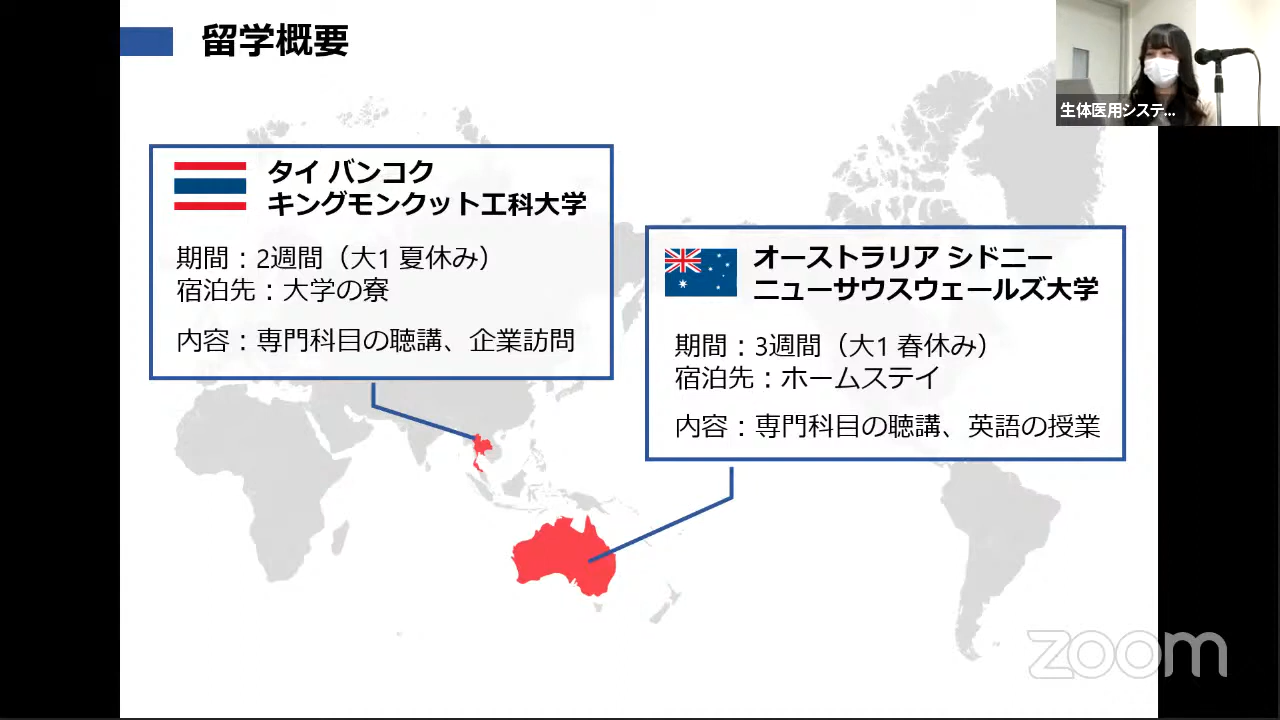 留学概要
生体医用システ...
タイ バンコク
キングモンクット工科大学
期間：2週間（大1 夏休み）
宿泊先：大学の寮
内容：専門科目の聴講、企業訪問
オーストラリア シドニー
ニューサウスウェールズ大学
期間：3週間（大1 春休み）
宿泊先：ホームステイ
内容：専門科目の聴講、英語の授業
zoom